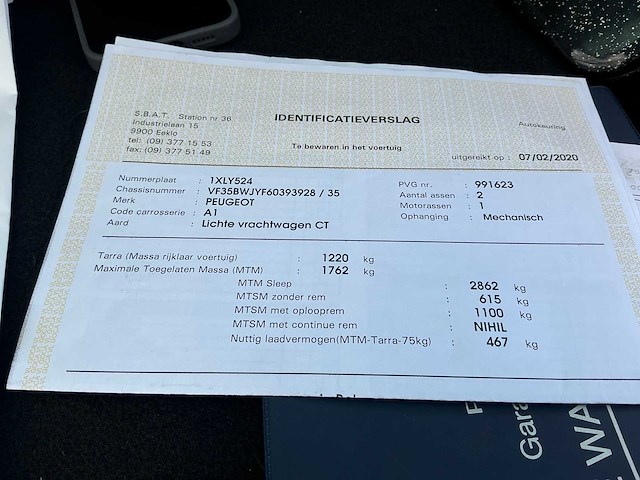 S.B.A.T. Station nr 36
Industrielaan 15
9900 Eeklo
tel: (09) 377 15 53
fax: (09) 377 51 49
IDENTIFICATIEVERSLAG
Te bewaren in het voertuig
Autokeuring
uitgereikt op : 07/02/2020
Nummerplaat : 1XLY524
Chassisnummer : VF35BWJYF60393928 / 35
Merk : PEUGEOT
Code carrosserie : A1
Aard : Lichte vrachtwagen CT
PVG nr. : 991623
Aantal assen : 2
Motorassen : 1
Ophanging : Mechanisch
Tarra (Massa rijklaar voertuig) : 1220 kg
Maximale Toegelaten Massa (MTM) : 1762 kg
MTM Sleep : 2862 kg
MTSM zonder rem : 615 kg
MTSM met oplooprem : 1100 kg
MTSM met continue rem : NIHIL
Nuttig laadvermogen(MTM-Tarra-75kg) : 467 kg
Gara
WA